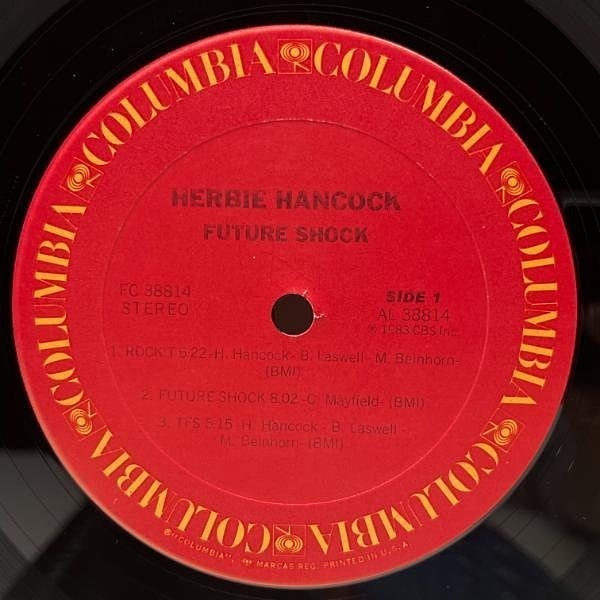 COLUMBIA COLUMBIA COLUMBIA COLUMBIA COLUMBIA COLUMBIA COLUMBIA COLUMBIA
HERBIE HANCOCK
FUTURE SHOCK
FC 38814
STEREO
SIDE 1
AL 38814
℗ 1983 CBS Inc.
1. ROCKIT 5:22 -H. Hancock - B. Laswell - M. Beinhorn-
(BMI)
2. FUTURE SHOCK 8:02 -C. Mayfield- (BMI)
3. TFS 5:15 -H. Hancock - B. Laswell -
M. Beinhorn- (BMI)
®"COLUMBIA", MARCAS REG. PRINTED IN U.S.A.